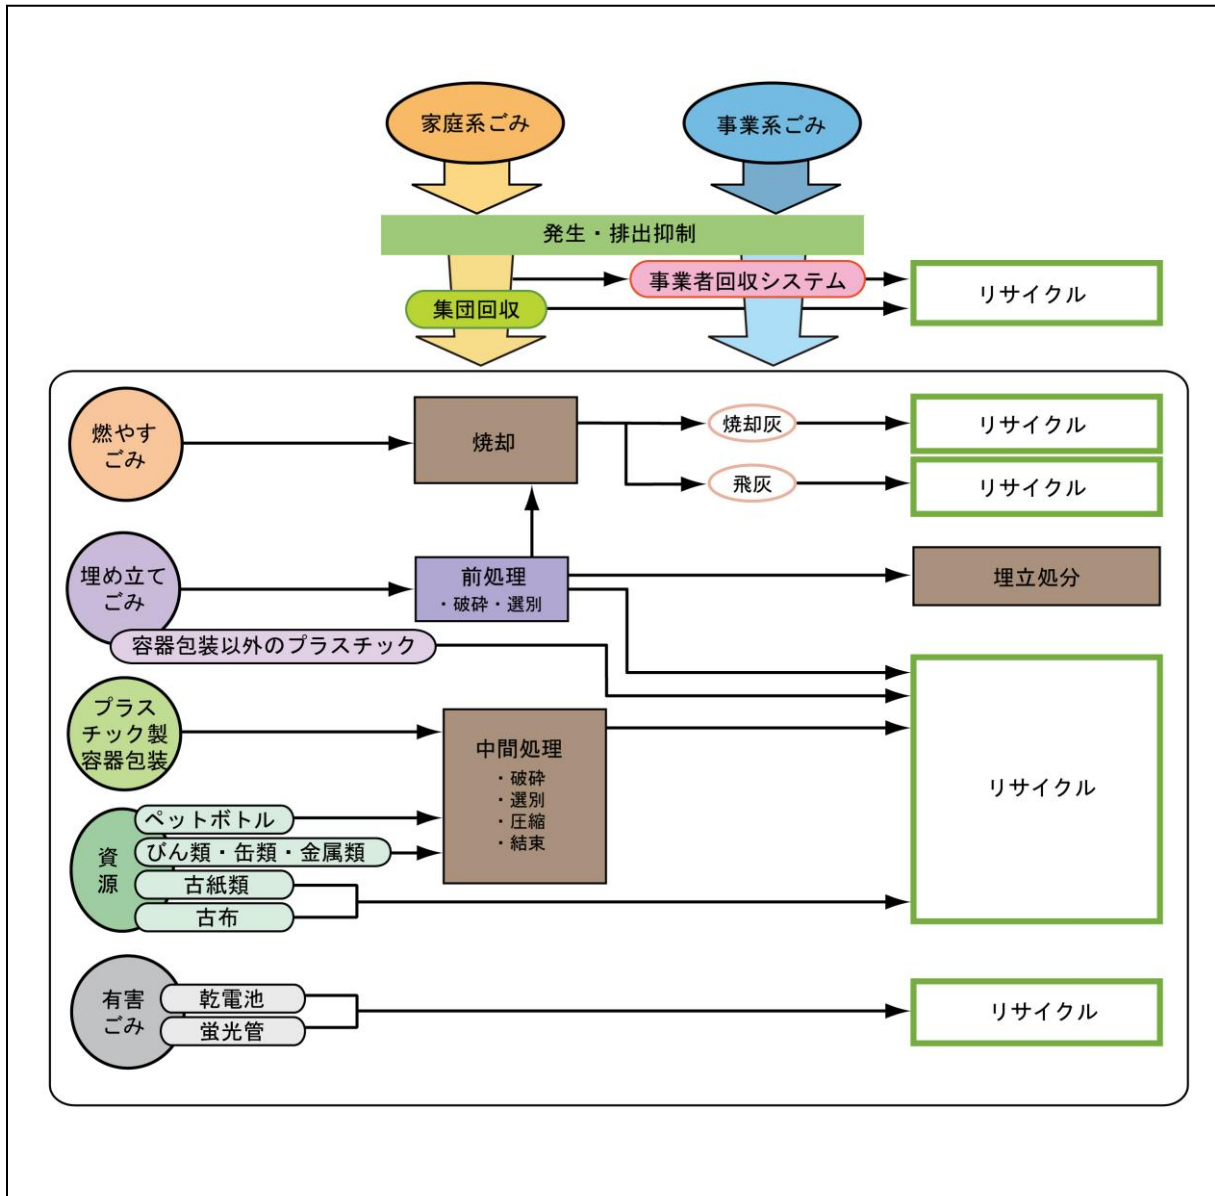 家庭系ごみ
事業系ごみ
発生・排出抑制
事業者回収システム
リサイクル
集団回収
燃やす
ごみ
焼却
焼却灰
リサイクル
飛灰
リサイクル
埋め立て
ごみ
前処理
・破砕・選別
埋立処分
容器包装以外のプラスチック
プラス
チック製
容器包装
中間処理
・破砕
・選別
・圧縮
・結束
リサイクル
資
源
ペットボトル
びん類・缶類・金属類
古紙類
古布
有害
ごみ
乾電池
蛍光管
リサイクル